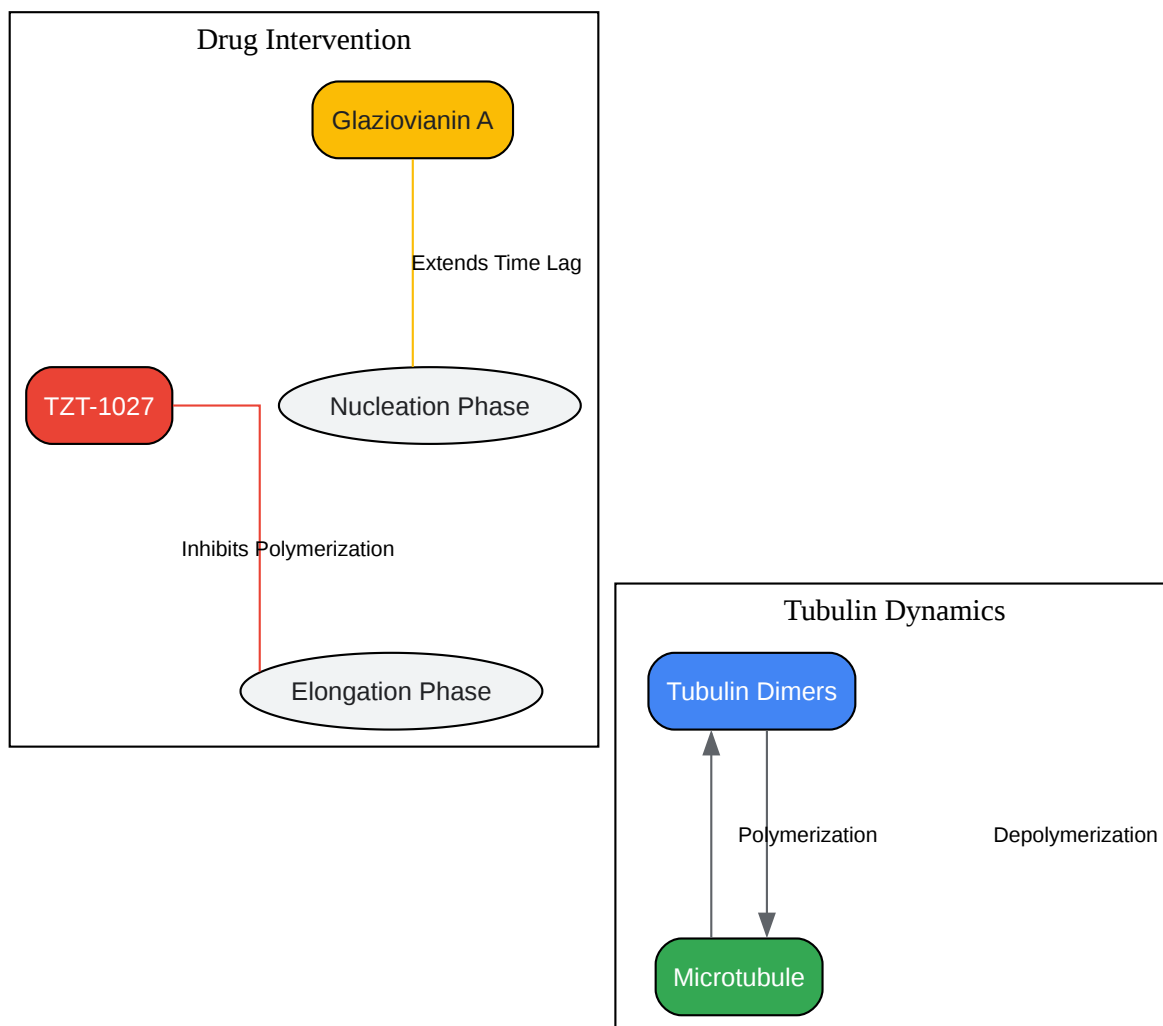 Drug Intervention
Glaziovianin A
Extends Time Lag
TZT-1027
Nucleation Phase
Inhibits Polymerization
Elongation Phase
Tubulin Dynamics
Tubulin Dimers
Polymerization
Depolymerization
Microtubule